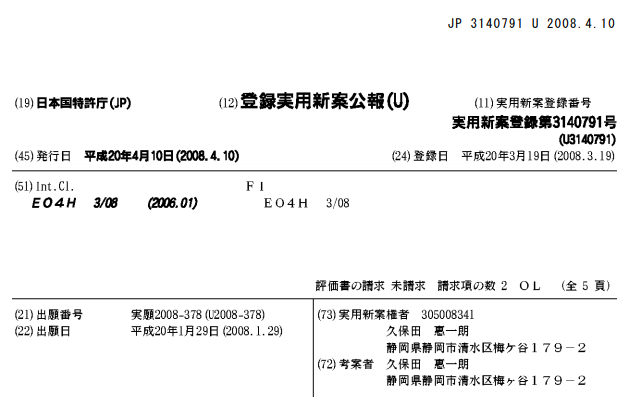 JP 3140791 U 2008.4.10
(19)日本国特許庁(JP) (12)登録実用新案公報(U) (11)実用新案登録番号
実用新案登録第3140791号
(U3140791)
(45)発行日 平成20年4月10日(2008.4.10) (24)登録日 平成20年3月19日(2008.3.19)
(51)Int.Cl. FI
E04H 3/08 (2006.01) E04H 3/08
評価書の請求 未請求 請求項の数2 OL (全5頁)
(21)出願番号 実願2008-378(U2008-378)
(22)出願日 平成20年1月29日(2008.1.29)
(73)実用新案権者 305008341
久保田 惠一朗
静岡県静岡市清水区梅ケ谷179-2
(72)考案者 久保田 惠一朗
静岡県静岡市清水区梅ヶ谷179-2